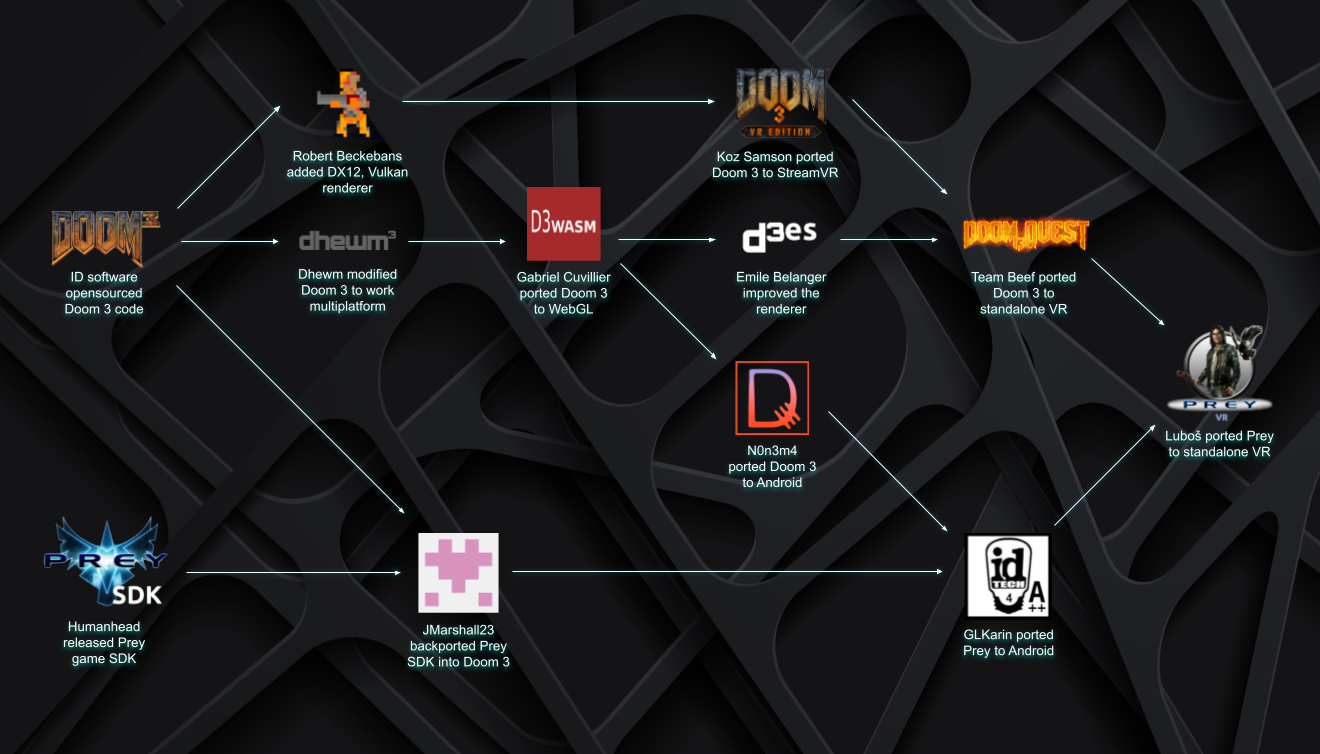 DOOM
3
VR EDITION
Robert Beckebans
added DX12, Vulkan
renderer
Koz Samson ported
Doom 3 to StreamVR
DOOM 3
ID software
opensourced
Doom 3 code
dhewm3
Dhewm modified
Doom 3 to work
multiplatform
D3WASM
Gabriel Cuvillier
ported Doom 3
to WebGL
d3es
Emile Belanger
improved the
renderer
DOOM3QUEST
Team Beef ported
Doom 3 to
standalone VR
PREY
VR
Luboš ported Prey
to standalone VR
D
N0n3m4
ported Doom 3
to Android
PREY
SDK
Humanhead
released Prey
game SDK
JMarshall23
backported Prey
SDK into Doom 3
id
TECH
4
A
++
GLKarin ported
Prey to Android